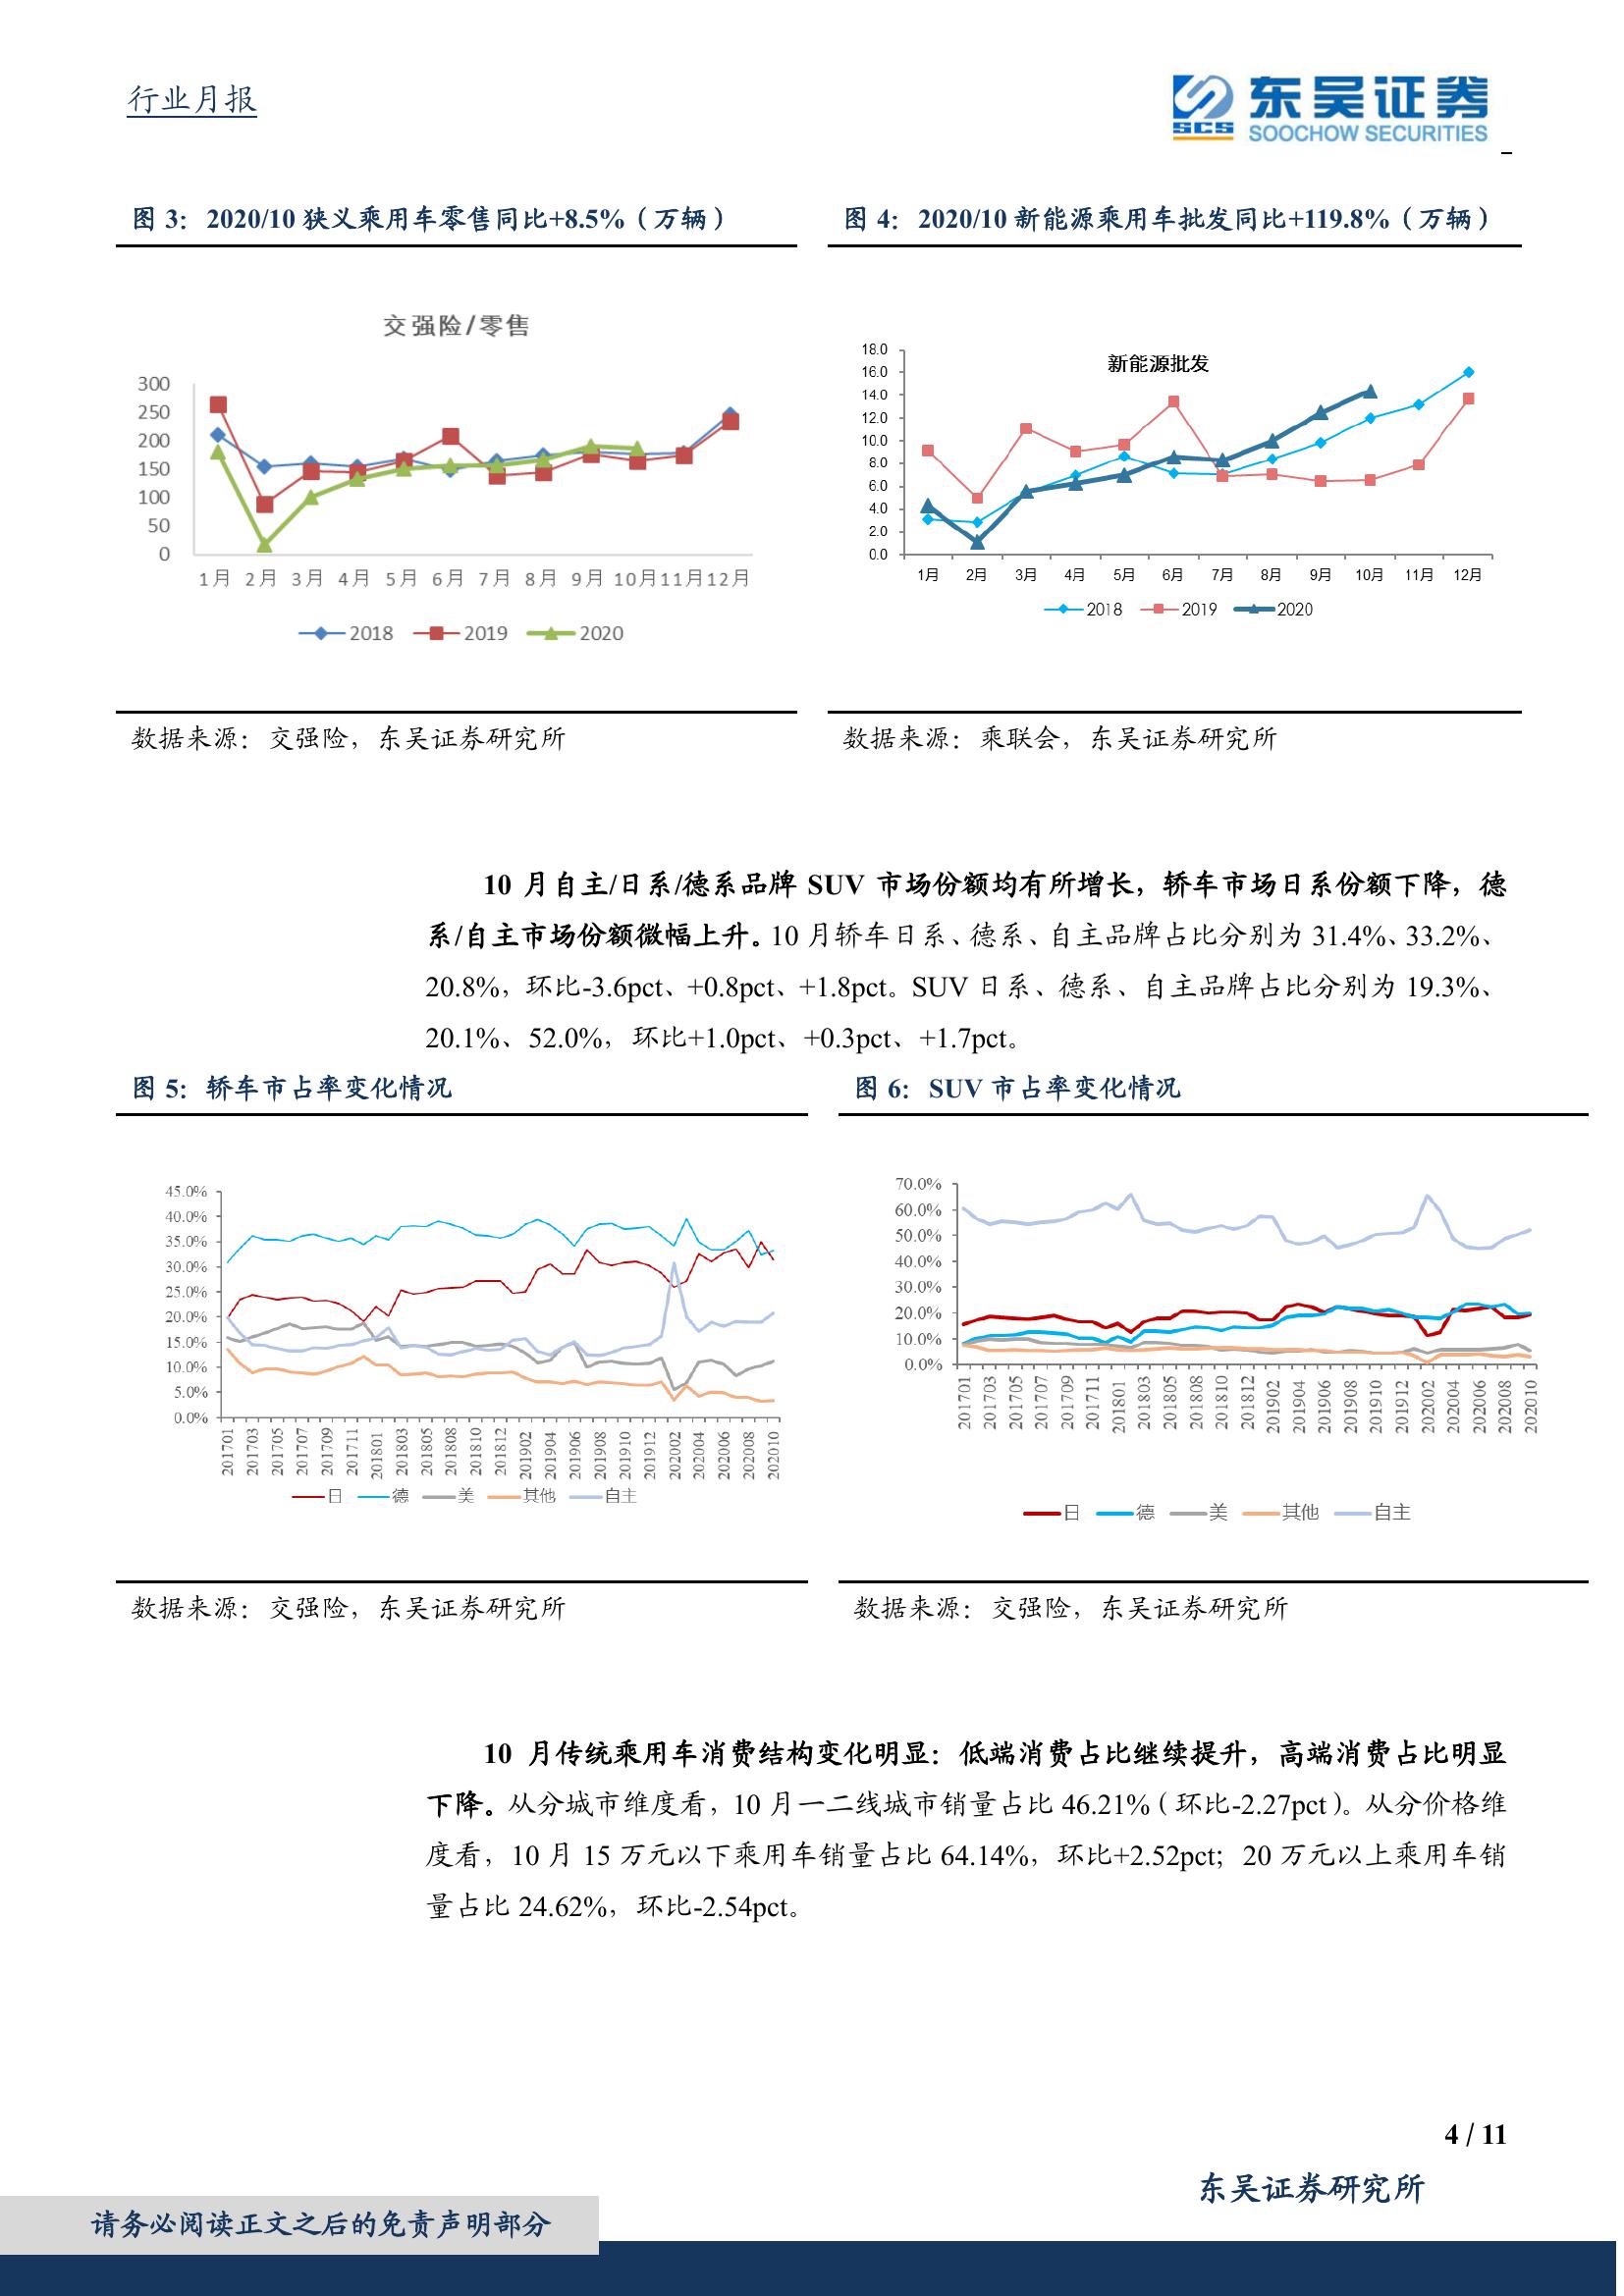 行业月报
东吴证券
SCS
SOOCHOW SECURITIES
图 3：2020/10 狭义乘用车零售同比+8.5%（万辆）
交强险/零售
300
250
200
150
100
50
0
1月 2月 3月 4月 5月 6月 7月 8月 9月 10月 11月 12月
2018 2019 2020
数据来源：交强险，东吴证券研究所
图 4：2020/10 新能源乘用车批发同比+119.8%（万辆）
新能源批发
18.0
16.0
14.0
12.0
10.0
8.0
6.0
4.0
2.0
0.0
1月 2月 3月 4月 5月 6月 7月 8月 9月 10月 11月 12月
2018 2019 2020
数据来源：乘联会，东吴证券研究所
10 月自主/日系/德系品牌 SUV 市场份额均有所增长，轿车市场日系份额下降，德
系/自主市场份额微幅上升。10 月轿车日系、德系、自主品牌占比分别为 31.4%、33.2%、
20.8%，环比-3.6pct、+0.8pct、+1.8pct。SUV 日系、德系、自主品牌占比分别为 19.3%、
20.1%、52.0%，环比+1.0pct、+0.3pct、+1.7pct。
图 5：轿车市占率变化情况
45.0%
40.0%
35.0%
30.0%
25.0%
20.0%
15.0%
10.0%
5.0%
0.0%
201701 201703 201705 201707 201709 201711 201801 201803 201805 201808 201810 201812 201902 201904 201906 201908 201910 201912 202002 202004 202006 202008 202010
日 德 美 其他 自主
数据来源：交强险，东吴证券研究所
图 6：SUV 市占率变化情况
70.0%
60.0%
50.0%
40.0%
30.0%
20.0%
10.0%
0.0%
201701 201703 201705 201707 201709 201711 201801 201803 201805 201808 201810 201812 201902 201904 201906 201908 201910 201912 202002 202004 202006 202008 202010
日 德 美 其他 自主
数据来源：交强险，东吴证券研究所
10 月传统乘用车消费结构变化明显：低端消费占比继续提升，高端消费占比明显
下降。从分城市维度看，10 月一二线城市销量占比 46.21%（环比-2.27pct）。从分价格维
度看，10 月 15 万元以下乘用车销量占比 64.14%，环比+2.52pct；20 万元以上乘用车销
量占比 24.62%，环比-2.54pct。
4 / 11
东吴证券研究所
请务必阅读正文之后的免责声明部分